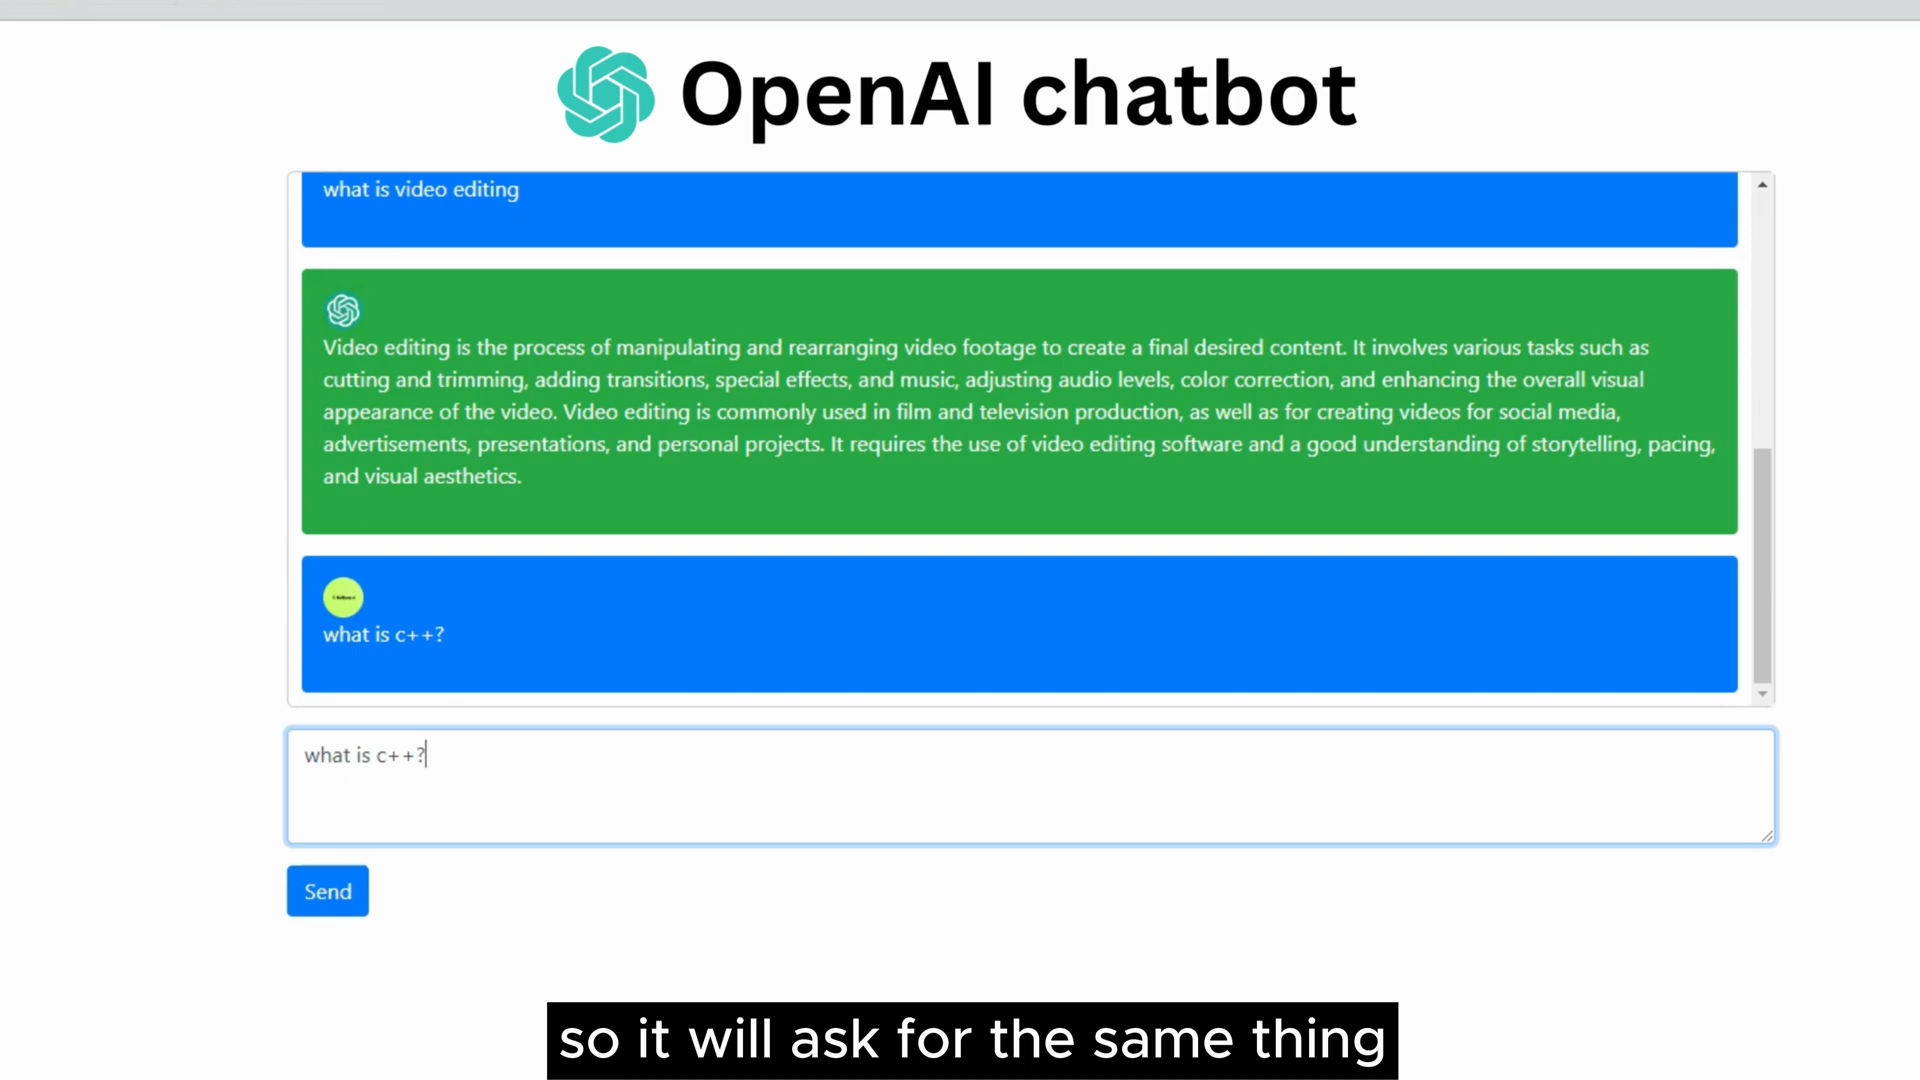 OpenAI chatbot
what is video editing
Video editing is the process of manipulating and rearranging video footage to create a final desired content. It involves various tasks such as
cutting and trimming, adding transitions, special effects, and music, adjusting audio levels, color correction, and enhancing the overall visual
appearance of the video. Video editing is commonly used in film and television production, as well as for creating videos for social media,
advertisements, presentations, and personal projects. It requires the use of video editing software and a good understanding of storytelling, pacing,
and visual aesthetics.
what is c++?
what is c++?
Send
so it will ask for the same thing